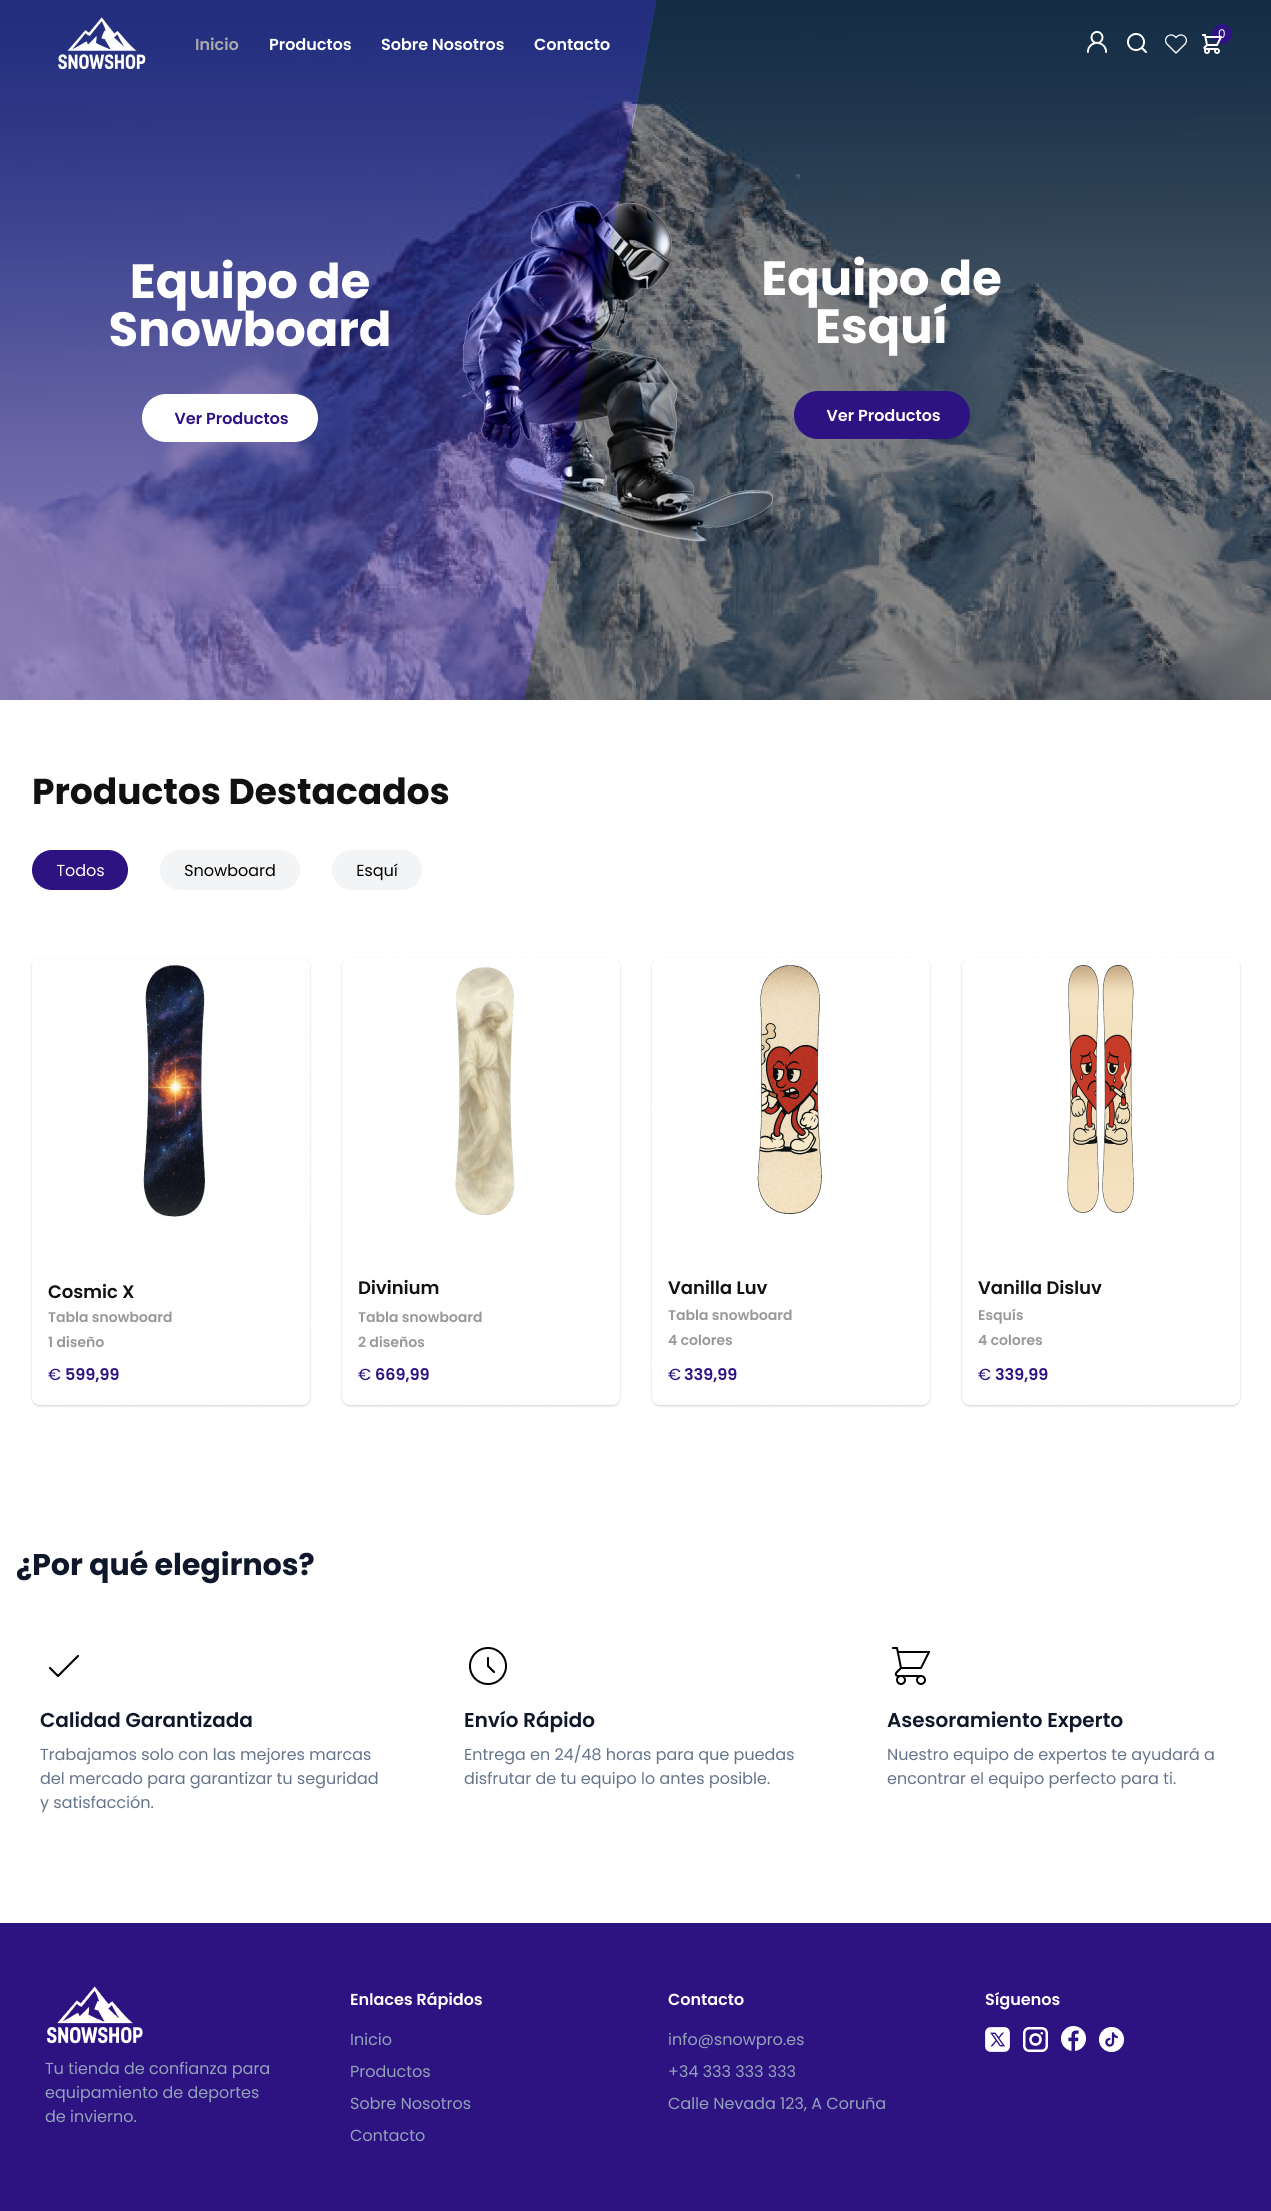 SNOWSHOP
Inicio
Productos
Sobre Nosotros
Contacto
0
Equipo de
Snowboard
Ver Productos
Equipo de
Esquí
Ver Productos
Productos Destacados
Todos
Snowboard
Esquí
Cosmic X
Tabla snowboard
1 diseño
€ 599,99
Divinium
Tabla snowboard
2 diseños
€ 669,99
Vanilla Luv
Tabla snowboard
4 colores
€ 339,99
Vanilla Disluv
Esquís
4 colores
€ 339,99
¿Por qué elegirnos?
Calidad Garantizada
Trabajamos solo con las mejores marcas
del mercado para garantizar tu seguridad
y satisfacción.
Envío Rápido
Entrega en 24/48 horas para que puedas
disfrutar de tu equipo lo antes posible.
Asesoramiento Experto
Nuestro equipo de expertos te ayudará a
encontrar el equipo perfecto para ti.
SNOWSHOP
Tu tienda de confianza para
equipamiento de deportes
de invierno.
Enlaces Rápidos
Inicio
Productos
Sobre Nosotros
Contacto
Contacto
info@snowpro.es
+34 333 333 333
Calle Nevada 123, A Coruña
Síguenos